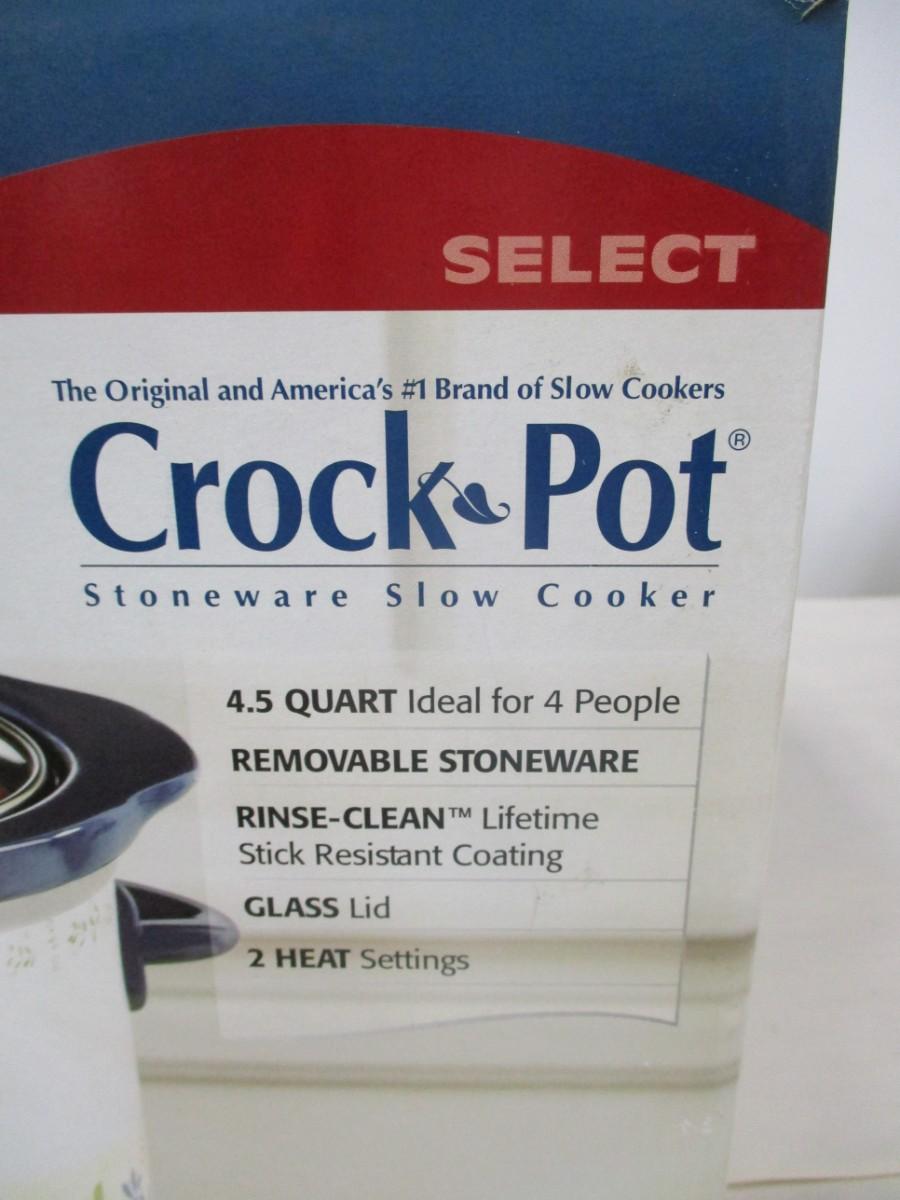 SELECT
The Original and America's #1 Brand of Slow Cookers
Crock Pot®
Stoneware Slow Cooker
4.5 QUART Ideal for 4 People
REMOVABLE STONEWARE
RINSE-CLEAN™ Lifetime
Stick Resistant Coating
GLASS Lid
2 HEAT Settings